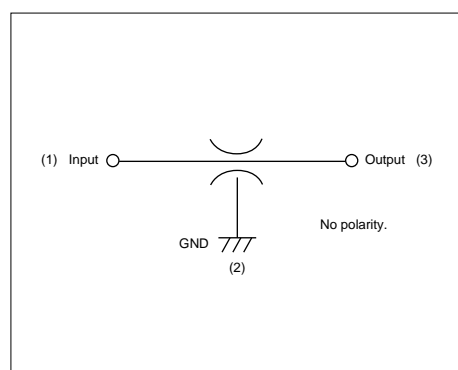 (1) Input
Output (3)
No polarity.
GND
(2)